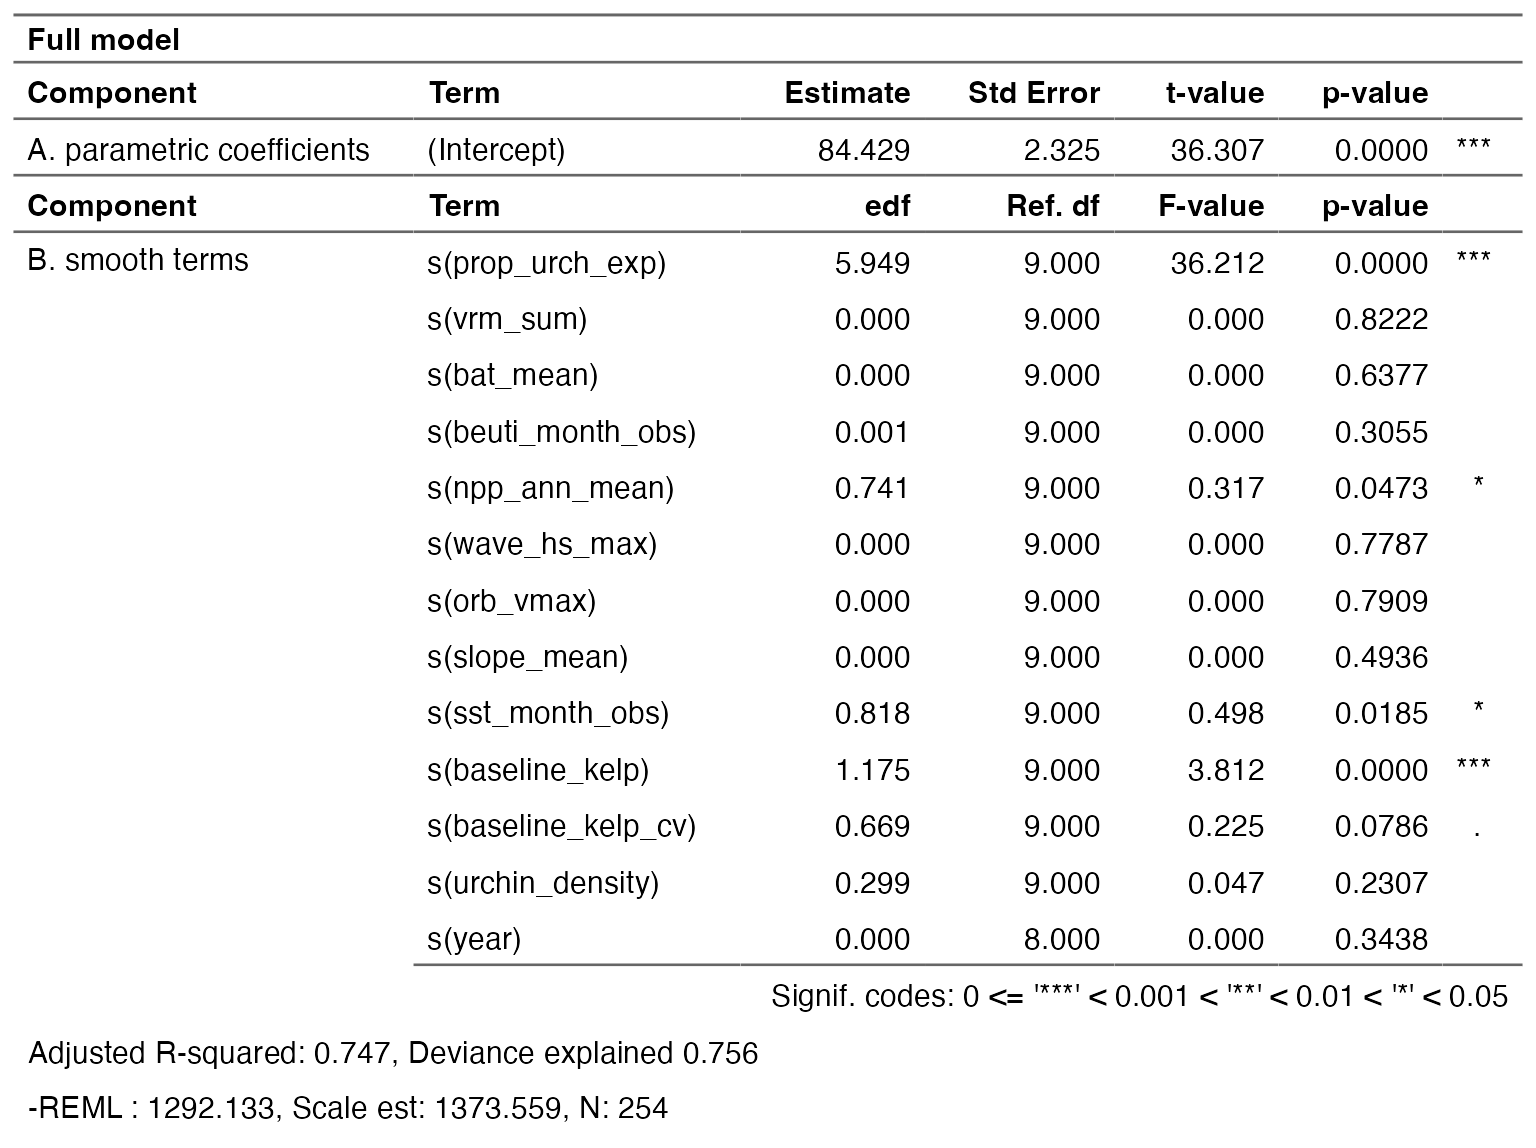 Full model
Component Term Estimate Std Error t-value p-value
A. parametric coefficients (Intercept) 84.429 2.325 36.307 0.0000 ***
Component Term edf Ref. df F-value p-value
B. smooth terms s(prop_urch_exp) 5.949 9.000 36.212 0.0000 ***
s(vrm_sum) 0.000 9.000 0.000 0.8222
s(bat_mean) 0.000 9.000 0.000 0.6377
s(beuti_month_obs) 0.001 9.000 0.000 0.3055
s(npp_ann_mean) 0.741 9.000 0.317 0.0473 *
s(wave_hs_max) 0.000 9.000 0.000 0.7787
s(orb_vmax) 0.000 9.000 0.000 0.7909
s(slope_mean) 0.000 9.000 0.000 0.4936
s(sst_month_obs) 0.818 9.000 0.498 0.0185 *
s(baseline_kelp) 1.175 9.000 3.812 0.0000 ***
s(baseline_kelp_cv) 0.669 9.000 0.225 0.0786 .
s(urchin_density) 0.299 9.000 0.047 0.2307
s(year) 0.000 8.000 0.000 0.3438
Signif. codes: 0 <= '***' < 0.001 < '**' < 0.01 < '*' < 0.05
Adjusted R-squared: 0.747, Deviance explained 0.756
-REML : 1292.133, Scale est: 1373.559, N: 254